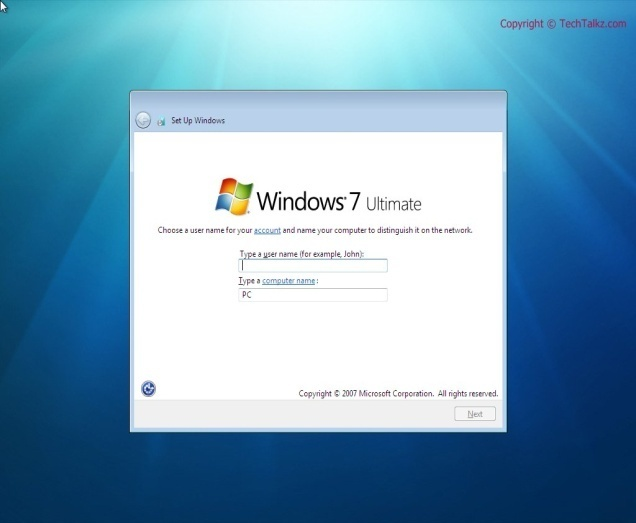 Copyright © TechTalkz.com
Set Up Windows
Windows 7 Ultimate
Choose a user name for your account and name your computer to distinguish it on the network.
Type a user name (for example, John):
Type a computer name:
PC
Copyright © 2007 Microsoft Corporation. All rights reserved.
Next